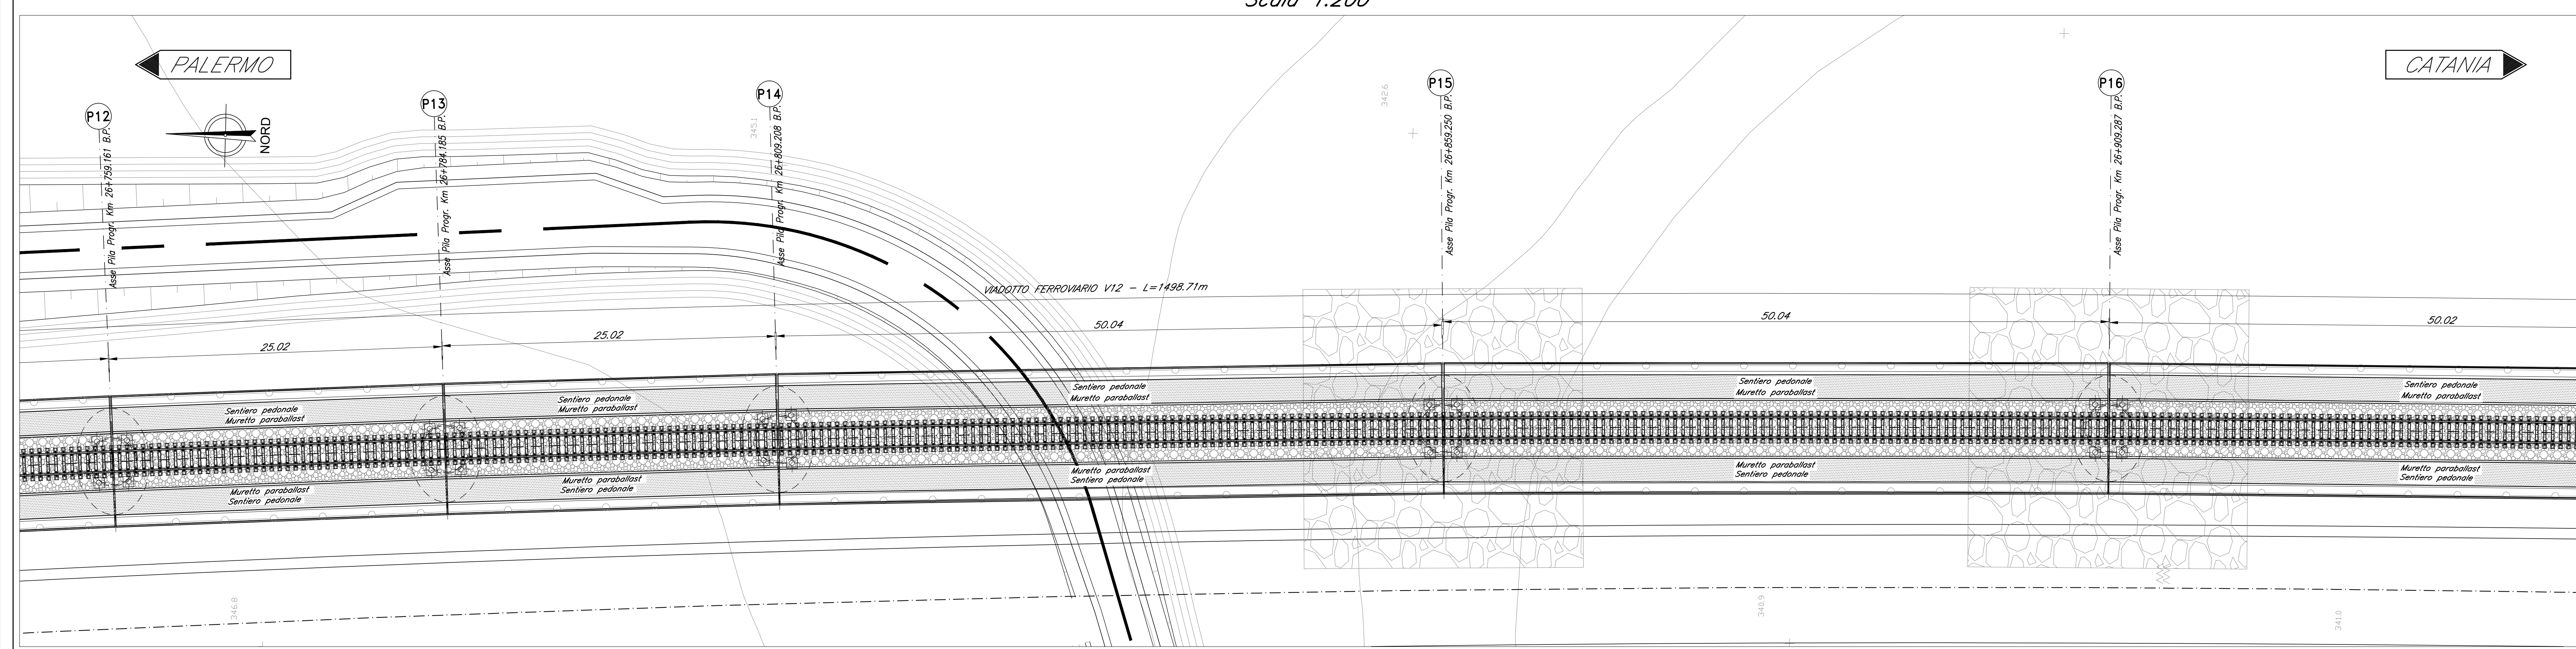 Scala 1:200
PALERMO
CATANIA
NORD
P12
P13
P14
P15
P16
Asse Pila Progr. Km 26+759.161 B.P.
Asse Pila Progr. Km 26+784.185 B.P.
Asse Pila Progr. Km 26+809.208 B.P.
Asse Pila Progr. Km 26+859.250 B.P.
Asse Pila Progr. Km 26+909.287 B.P.
345.1
342.6
VIADOTTO FERROVIARIO V12 - L=1498.71m
25.02
25.02
50.04
50.04
50.02
Sentiero pedonale
Muretto paraballast
Sentiero pedonale
Muretto paraballast
Sentiero pedonale
Muretto paraballast
Sentiero pedonale
Muretto paraballast
Sentiero pedonale
Muretto paraballast
Muretto paraballast
Sentiero pedonale
Muretto paraballast
Sentiero pedonale
Muretto paraballast
Sentiero pedonale
Muretto paraballast
Sentiero pedonale
Muretto paraballast
Sentiero pedonale
346.8
340.9
341.0